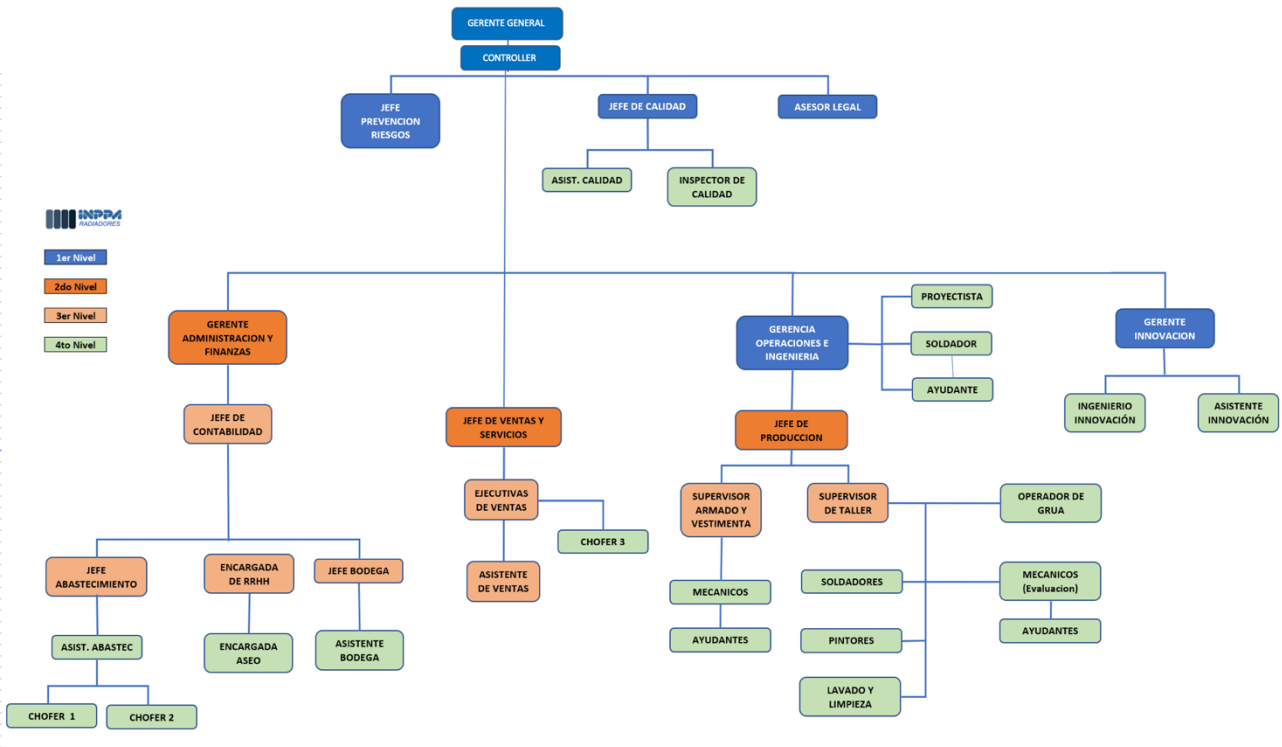 GERENTE GENERAL
CONTROLLER
JEFE
PREVENCION
RIESGOS
JEFE DE CALIDAD
ASESOR LEGAL
ASIST. CALIDAD
INSPECTOR DE
CALIDAD
INPPA
RADIADORES
1er Nivel
2do Nivel
3er Nivel
4to Nivel
GERENTE
ADMINISTRACION Y
FINANZAS
GERENCIA
OPERACIONES E
INGENIERIA
PROYECTISTA
SOLDADOR
AYUDANTE
GERENTE
INNOVACION
INGENIERIO
INNOVACIÓN
ASISTENTE
INNOVACIÓN
JEFE DE
CONTABILIDAD
JEFE DE VENTAS Y
SERVICIOS
JEFE DE
PRODUCCION
EJECUTIVAS
DE VENTAS
CHOFER 3
ASISTENTE
DE VENTAS
SUPERVISOR
ARMADO Y
VESTIMENTA
SUPERVISOR
DE TALLER
OPERADOR DE
GRUA
JEFE
ABASTECIMIENTO
ENCARGADA
DE RRHH
JEFE BODEGA
MECANICOS
AYUDANTES
SOLDADORES
MECANICOS
(Evaluacion)
AYUDANTES
PINTORES
LAVADO Y
LIMPIEZA
ASIST. ABASTEC
ENCARGADA
ASEO
ASISTENTE
BODEGA
CHOFER 1
CHOFER 2